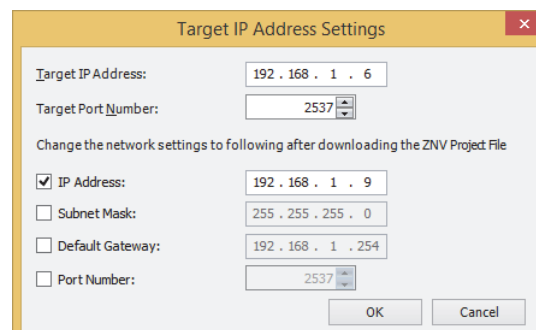 Target IP Address Settings
Target IP Address: 192 . 168 . 1 . 6
Target Port Number: 2537
Change the network settings to following after downloading the ZNV Project File
IP Address: 192 . 168 . 1 . 9
Subnet Mask: 255 . 255 . 255 . 0
Default Gateway: 192 . 168 . 1 . 254
Port Number: 2537
OK Cancel